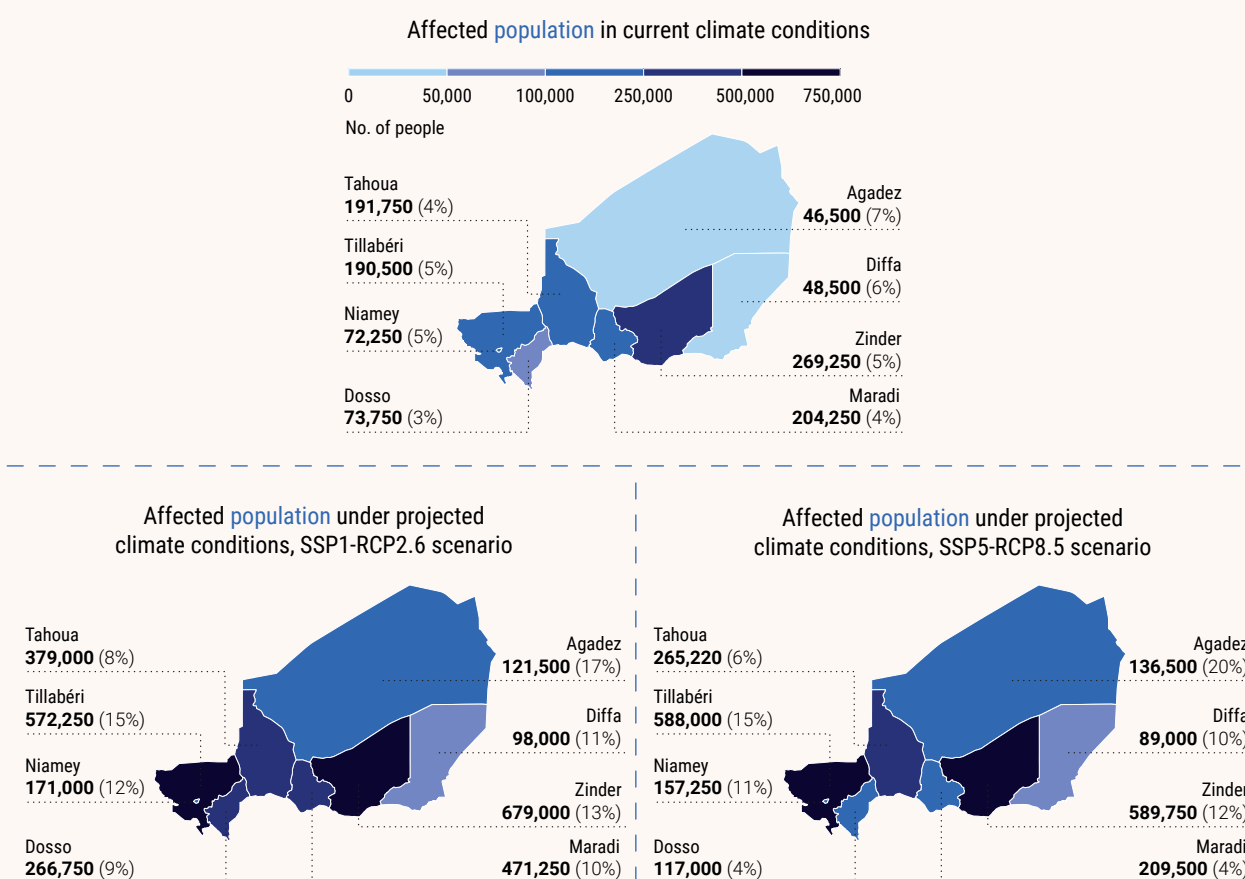 Affected population in current climate conditions
0 50,000 100,000 250,000 500,000 750,000
No. of people
Tahoua
191,750 (4%)
Tillabéri
190,500 (5%)
Niamey
72,250 (5%)
Dosso
73,750 (3%)
Agadez
46,500 (7%)
Diffa
48,500 (6%)
Zinder
269,250 (5%)
Maradi
204,250 (4%)
Affected population under projected
climate conditions, SSP1-RCP2.6 scenario
Tahoua
379,000 (8%)
Tillabéri
572,250 (15%)
Niamey
171,000 (12%)
Dosso
266,750 (9%)
Agadez
121,500 (17%)
Diffa
98,000 (11%)
Zinder
679,000 (13%)
Maradi
471,250 (10%)
Affected population under projected
climate conditions, SSP5-RCP8.5 scenario
Tahoua
265,220 (6%)
Tillabéri
588,000 (15%)
Niamey
157,250 (11%)
Dosso
117,000 (4%)
Agadez
136,500 (20%)
Diffa
89,000 (10%)
Zinder
589,750 (12%)
Maradi
209,500 (4%)